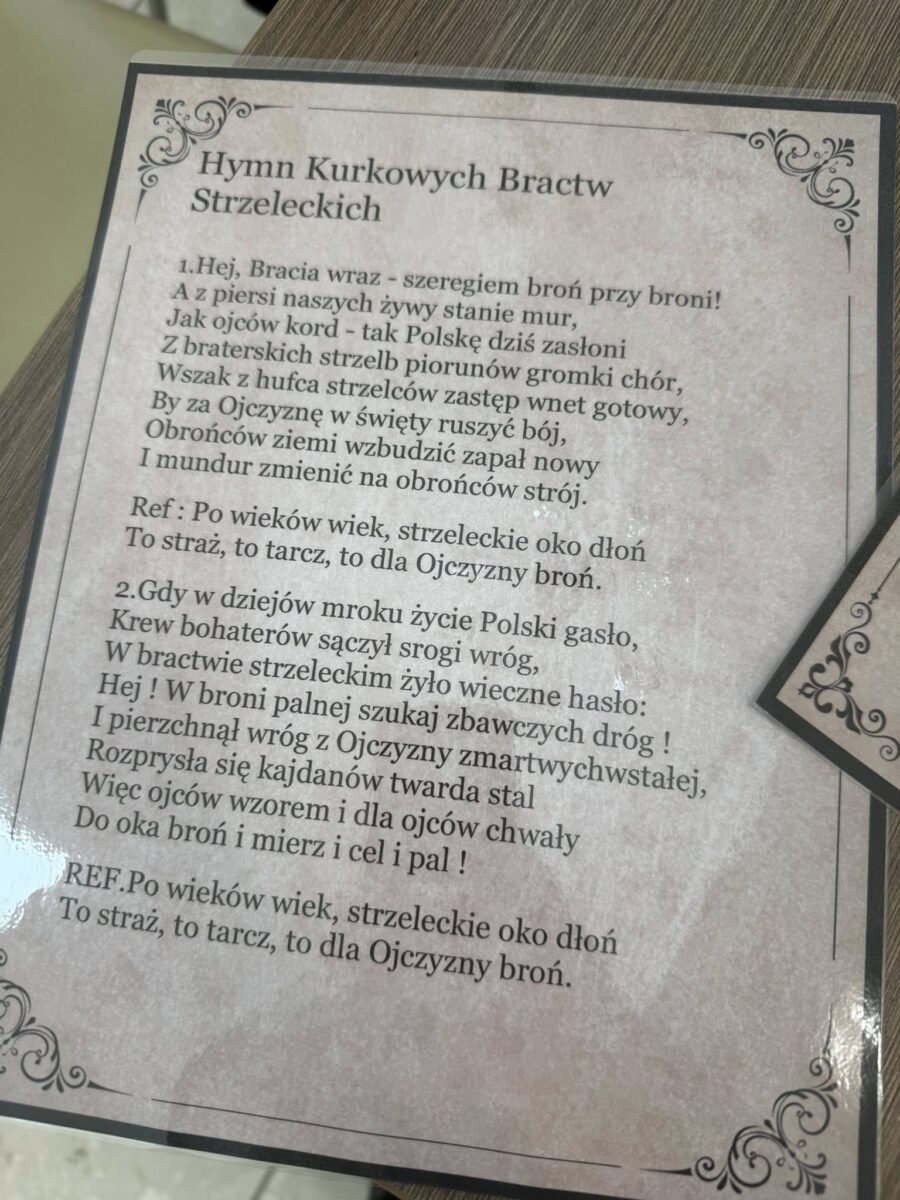 Hymn Kurkowych Bractw
Strzeleckich
1.Hej, Bracia wraz - szeregiem broń przy broni!
A z piersi naszych żywy stanie mur,
Jak ojców kord - tak Polskę dziś zasłoni
Z braterskich strzelb piorunów gromki chór,
Wszak z hufca strzelców zastęp wnet gotowy,
By za Ojczyznę w święty ruszyć bój,
Obrońców ziemi wzbudzić zapał nowy
I mundur zmienić na obrońców strój.
Ref : Po wieków wiek, strzeleckie oko dłoń
To straż, to tarcz, to dla Ojczyzny broń.
2.Gdy w dziejów mroku życie Polski gasło,
Krew bohaterów sączył srogi wróg,
W bractwie strzeleckim żyło wieczne hasło:
Hej ! W broni palnej szukaj zbawczych dróg !
I pierzchnął wróg z Ojczyzny zmartwychwstałej,
Rozprysła się kajdanów twarda stal
Więc ojców wzorem i dla ojców chwały
Do oka broń i mierz i cel i pal !
REF.Po wieków wiek, strzeleckie oko dłoń
To straż, to tarcz, to dla Ojczyzny broń.